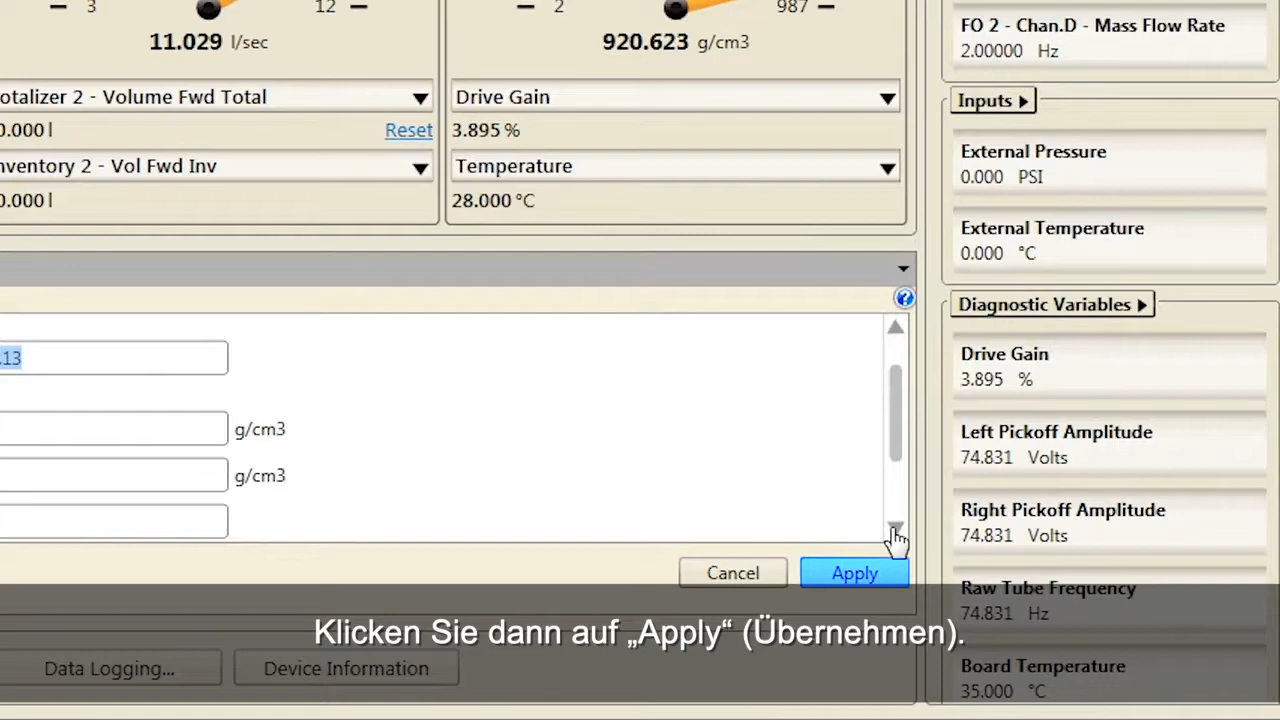 3 12
11.029 l/sec
otalizer 2 - Volume Fwd Total
0.000 l Reset
nventory 2 - Vol Fwd Inv
0.000 l
2 987
920.623 g/cm3
Drive Gain
3.895 %
Temperature
28.000 °C
.13
g/cm3
g/cm3
Cancel Apply
Data Logging... Device Information
FO 2 - Chan.D - Mass Flow Rate
2.00000 Hz
Inputs
External Pressure
0.000 PSI
External Temperature
0.000 °C
Diagnostic Variables
Drive Gain
3.895 %
Left Pickoff Amplitude
74.831 Volts
Right Pickoff Amplitude
74.831 Volts
Raw Tube Frequency
74.831 Hz
Board Temperature
35.000 °C
Klicken Sie dann auf „Apply“ (Übernehmen).